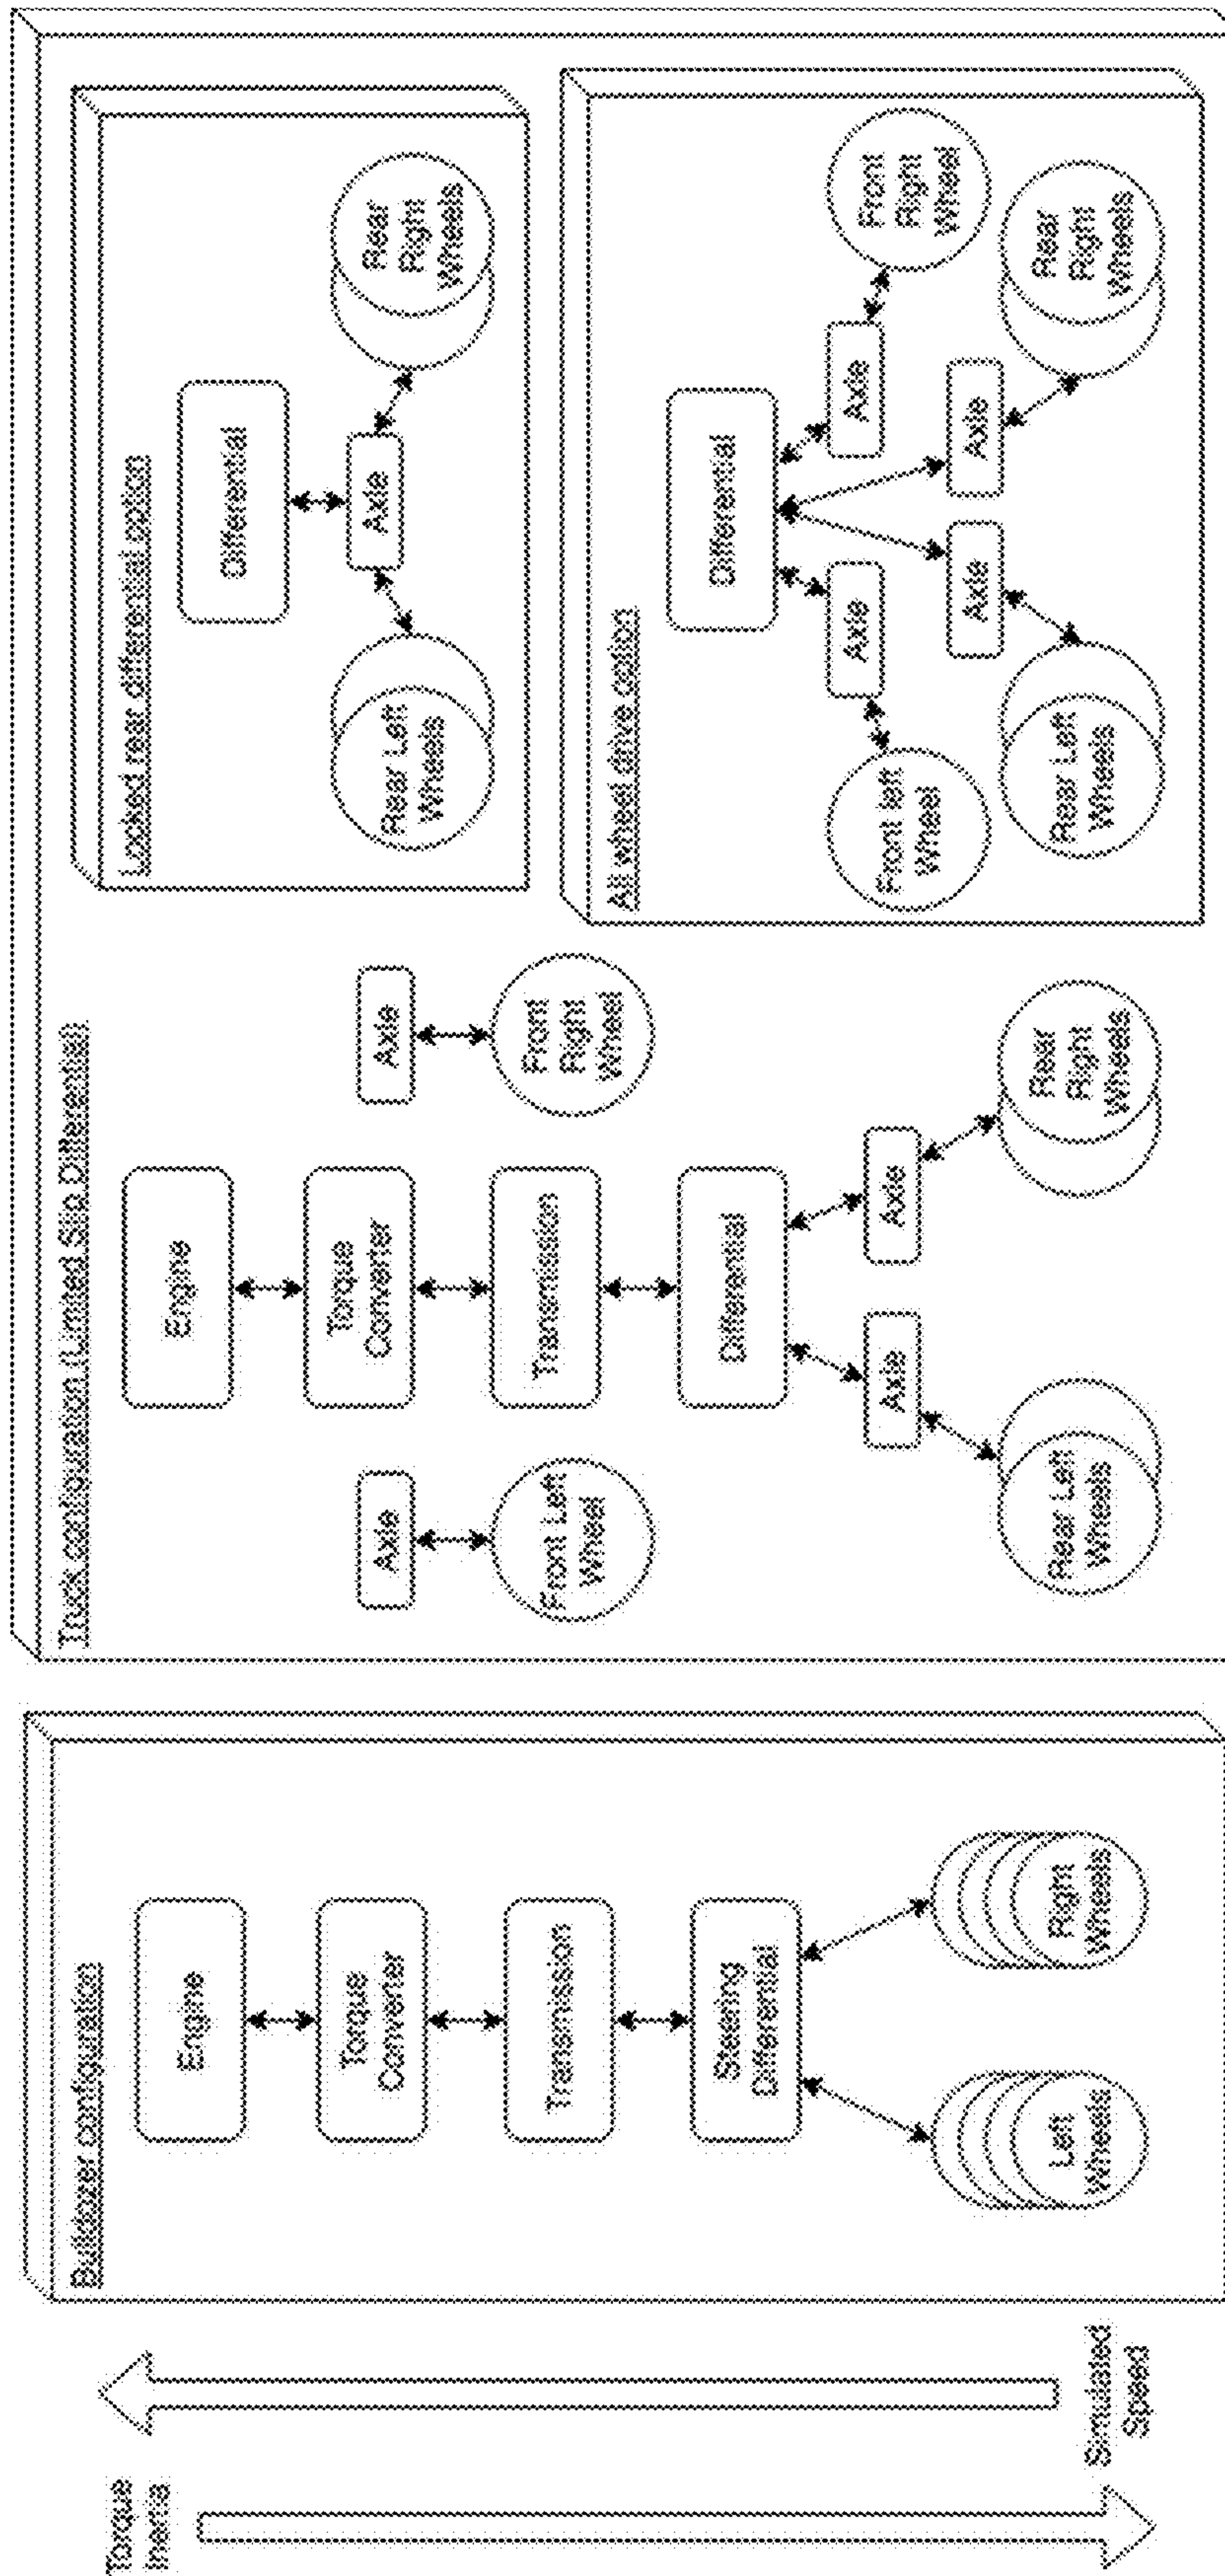 Torque
Inertia
Simulated
Speed
Bulldozer configuration
Engine
Torque
Converter
Transmission
Steering
Differential
Left
Wheels
Right
Wheels
Truck configuration (Limited Slip Differential)
Axle
Front Left
Wheel
Engine
Torque
Converter
Transmission
Differential
Axle
Axle
Rear Left
Wheels
Rear
Right
Wheels
Axle
Front
Right
Wheel
Locked rear differential option
Differential
Axle
Rear Left
Wheels
Rear
Right
Wheels
All wheel drive option
Differential
Axle
Axle
Front left
Wheel
Front
Right
Wheel
Axle
Axle
Rear Left
Wheels
Rear
Right
Wheels